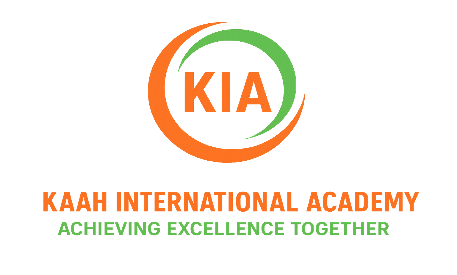 KIA
KAAH INTERNATIONAL ACADEMY
ACHIEVING EXCELLENCE TOGETHER